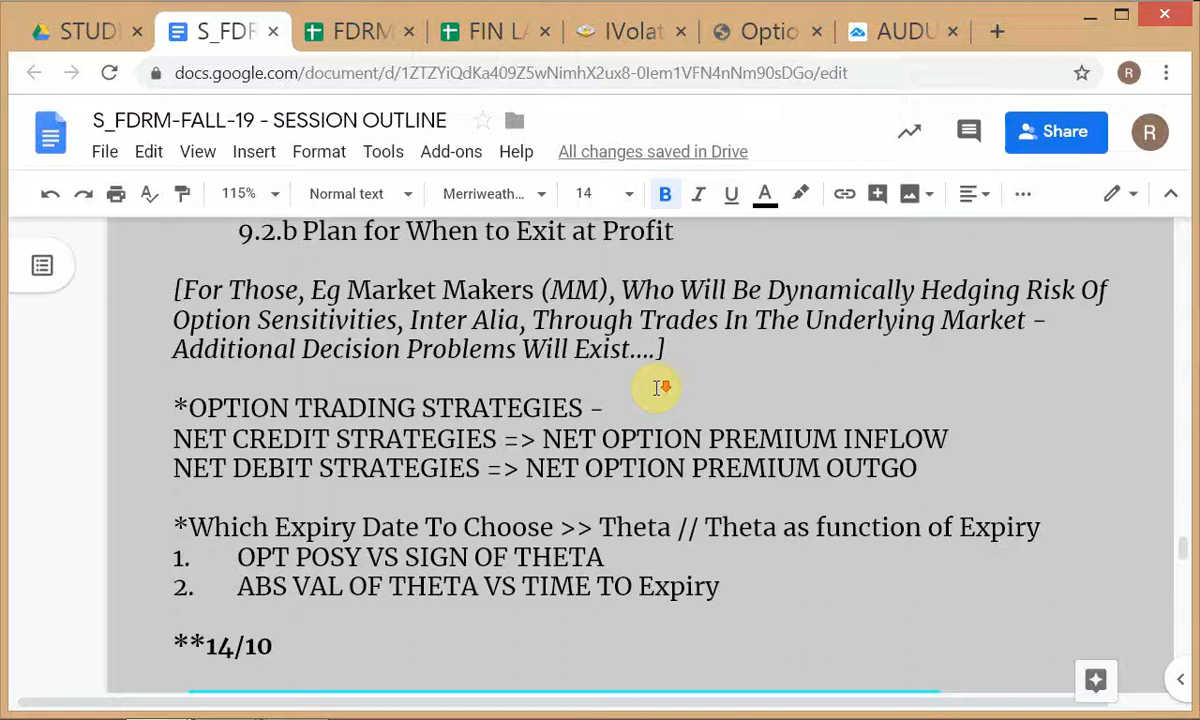 STUD
S_FDR
FDRM
FIN LA
IVolat
Optio
AUDU
docs.google.com/document/d/1ZTZYiQdKa409Z5wNimhX2ux8-0Iem1VFN4nNm90sDGo/edit
R
S_FDRM-FALL-19 - SESSION OUTLINE
Share
R
File Edit View Insert Format Tools Add-ons Help All changes saved in Drive
115% Normal text Merriweath... 14 B I U A
9.2.b Plan for When to Exit at Profit
[For Those, Eg Market Makers (MM), Who Will Be Dynamically Hedging Risk Of
Option Sensitivities, Inter Alia, Through Trades In The Underlying Market –
Additional Decision Problems Will Exist....]
*OPTION TRADING STRATEGIES –
NET CREDIT STRATEGIES => NET OPTION PREMIUM INFLOW
NET DEBIT STRATEGIES => NET OPTION PREMIUM OUTGO
*Which Expiry Date To Choose >> Theta // Theta as function of Expiry
1. OPT POSY VS SIGN OF THETA
2. ABS VAL OF THETA VS TIME TO Expiry
**14/10